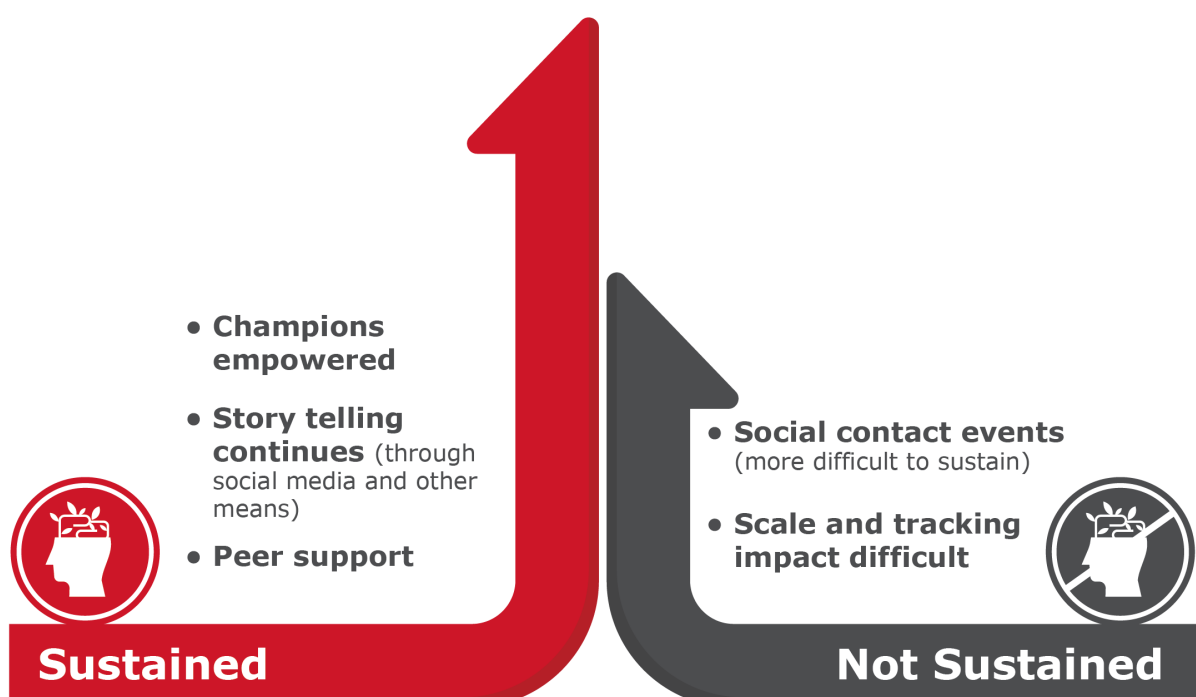 • Champions
empowered
• Story telling
continues (through
social media and other
means)
• Peer support
Sustained
• Social contact events
(more difficult to sustain)
• Scale and tracking
impact difficult
Not Sustained